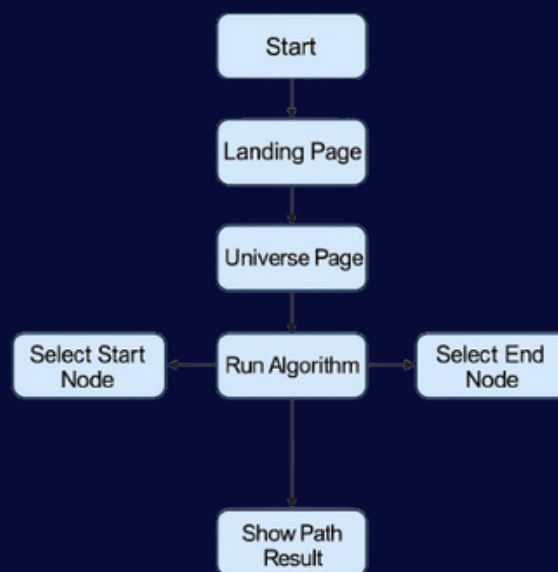 Start
Landing Page
Universe Page
Select Start
Node
Run Algorithm
Select End
Node
Show Path
Result